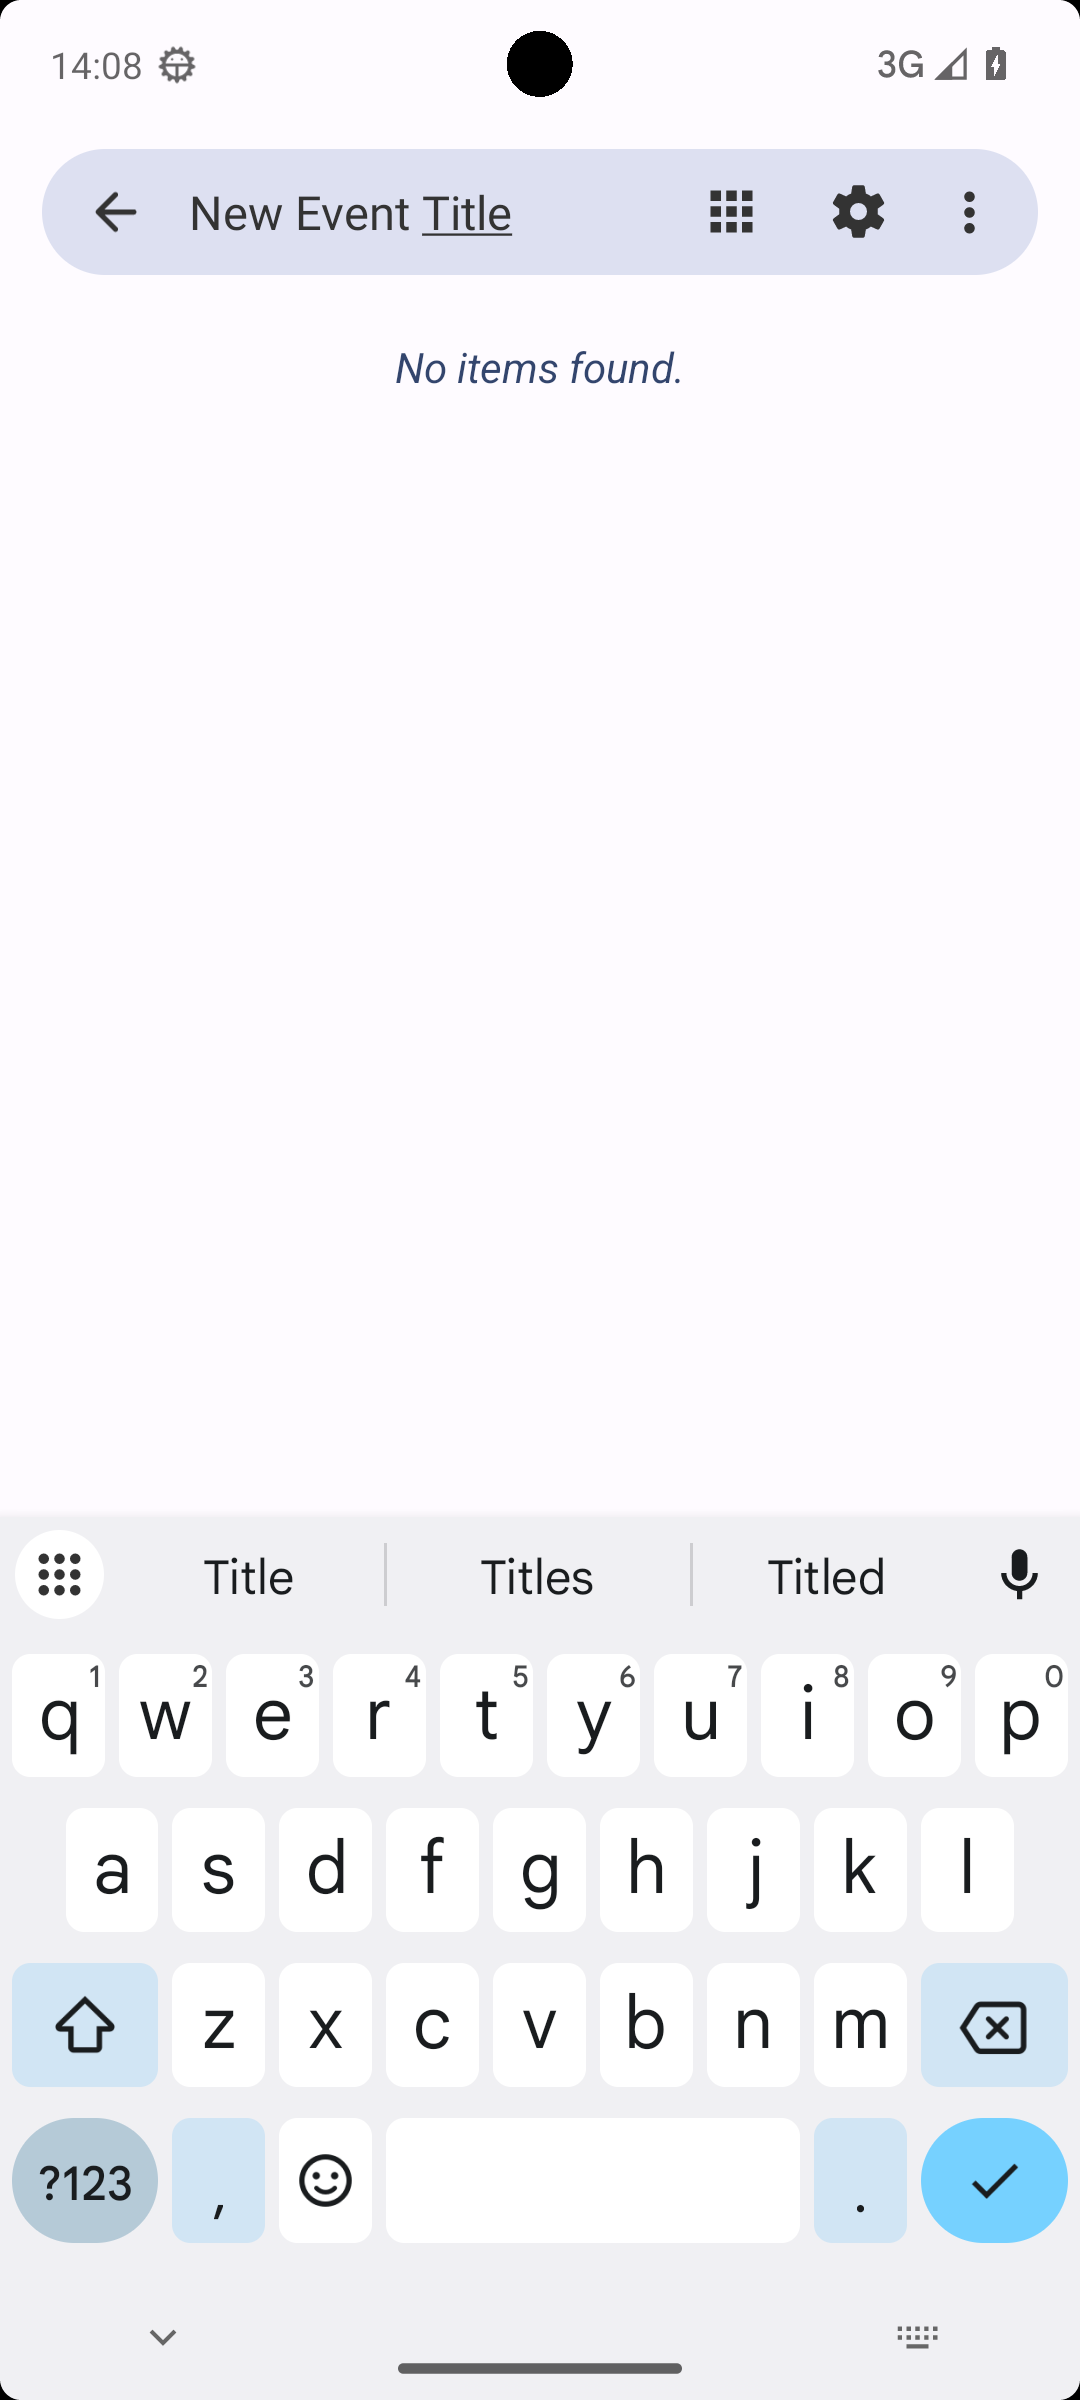 14:08 3G
New Event Title
No items found.
Title Titles Titled
q1 w2 e3 r4 t5 y6 u7 i8 o9 p0
a s d f g h j k l
z x c v b n m
?123 , .